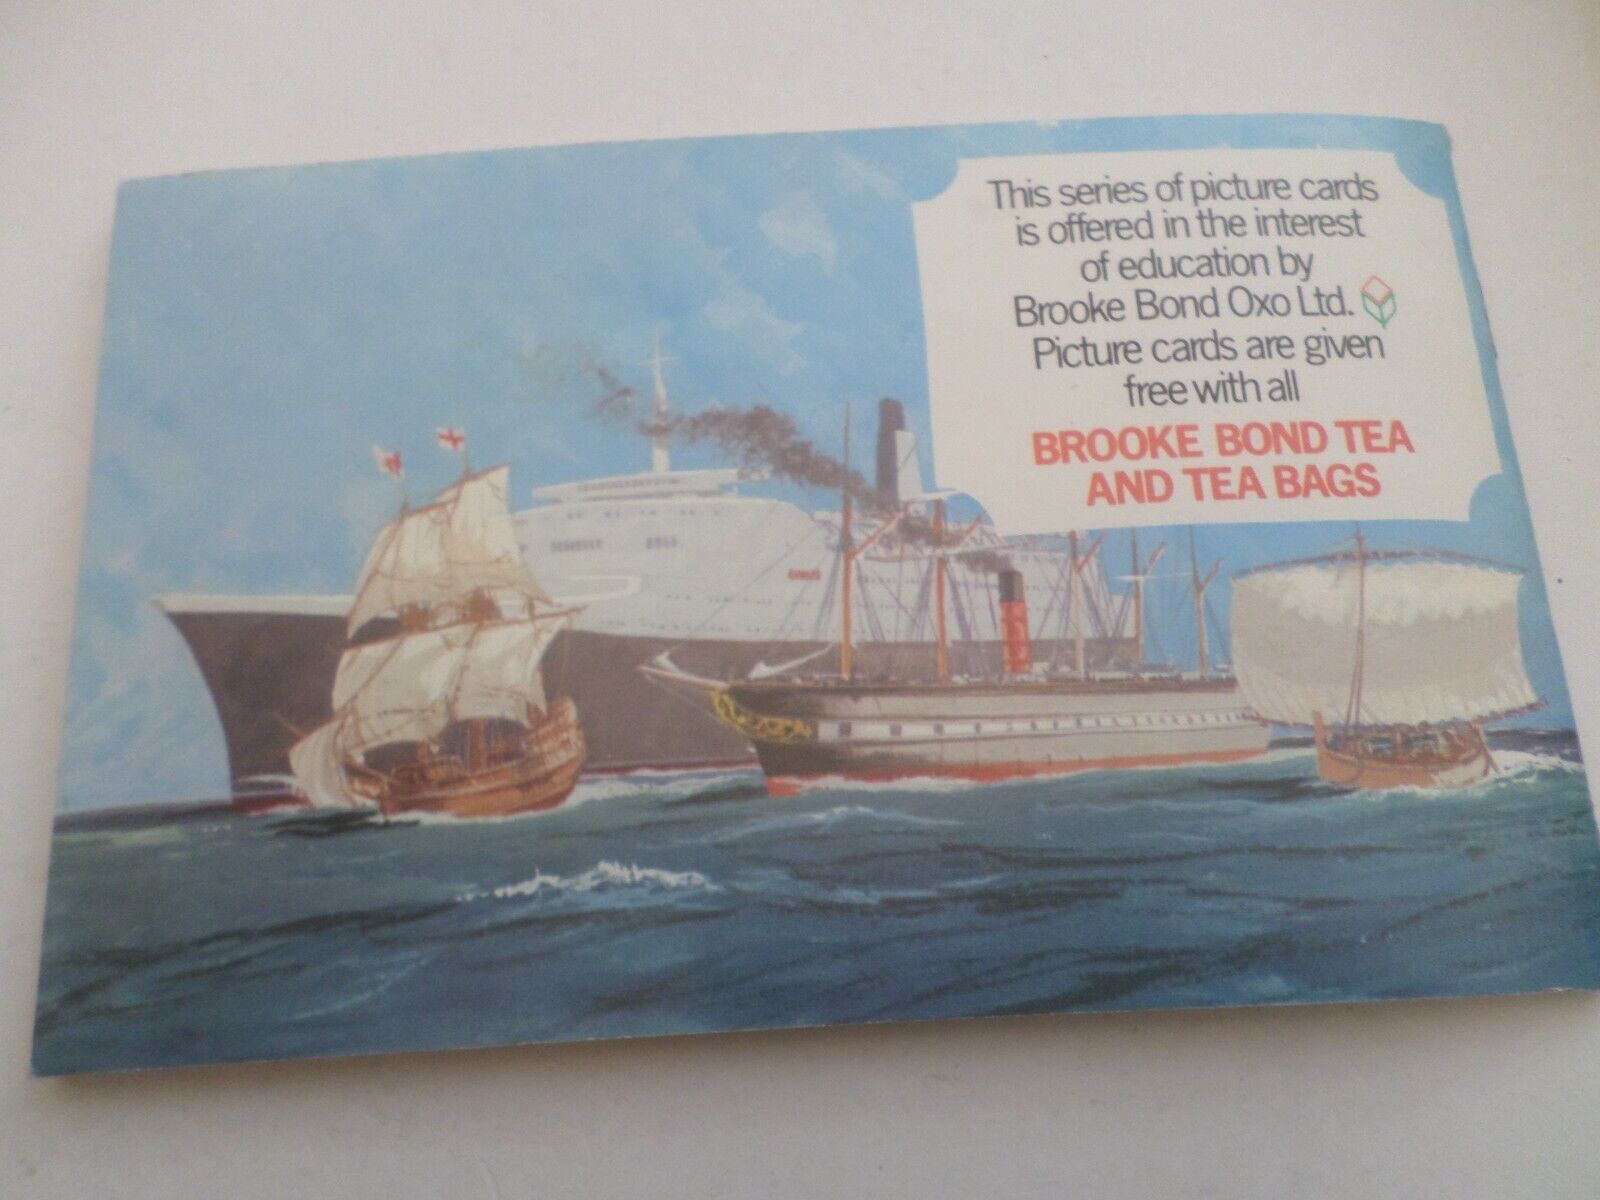 This series of picture cards
is offered in the interest
of education by
Brooke Bond Oxo Ltd.
Picture cards are given
free with all
BROOKE BOND TEA
AND TEA BAGS